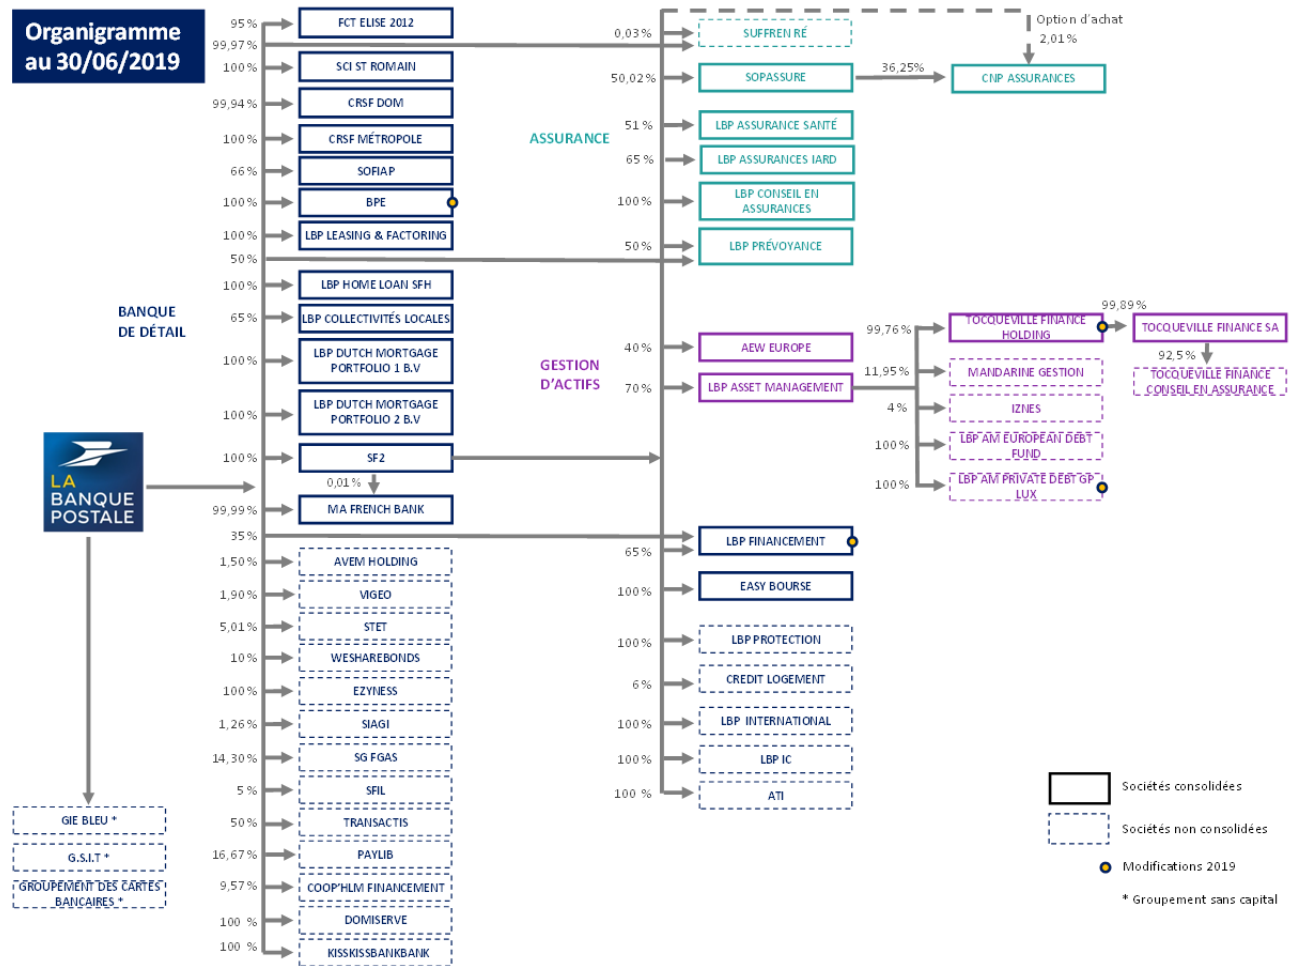 Organigramme
au 30/06/2019
95%
FCT ELISE 2012
99,97%
100%
SCI ST ROMAIN
99,94%
CRSF DOM
100%
CRSF MÉTROPOLE
66%
SOFIAP
100%
BPE
100%
LBP LEASING & FACTORING
50%
100%
LBP HOME LOAN SFH
BANQUE
DE DÉTAIL
65%
LBP COLLECTIVITÉS LOCALES
100%
LBP DUTCH MORTGAGE
PORTFOLIO 1 B.V
100%
LBP DUTCH MORTGAGE
PORTFOLIO 2 B.V
100%
SF2
0,01%
99,99%
MA FRENCH BANK
35%
1,50%
AVEM HOLDING
1,90%
VIGEO
5,01%
STET
10%
WESHAREBONDS
100%
EZYNESS
1,26%
SIAGI
14,30%
SG FGAS
5%
SFIL
50%
TRANSACTIS
16,67%
PAYLIB
9,57%
COOP'HLM FINANCEMENT
100 %
DOMISERVE
100 %
KISSKISSBANKBANK
LA
BANQUE
POSTALE
GIE BLEU *
G.S.I.T *
GROUPEMENT DES CARTES
BANCAIRES *
Option d'achat
2,01%
0,03%
SUFFREN RÉ
50,02%
SOPASSURE
36,25%
CNP ASSURANCES
ASSURANCE
51%
LBP ASSURANCE SANTÉ
65%
LBP ASSURANCES IARD
100%
LBP CONSEIL EN
ASSURANCES
50%
LBP PRÉVOYANCE
GESTION
D'ACTIFS
40%
AEW EUROPE
70%
LBP ASSET MANAGEMENT
99,76%
TOCQUEVILLE FINANCE
HOLDING
99,89%
TOCQUEVILLE FINANCE SA
92,5%
TOCQUEVILLE FINANCE
CONSEIL EN ASSURANCE
11,95%
MANDARINE GESTION
4%
IZNES
100%
LBP AM EUROPEAN DEBT
FUND
100%
LBP AM PRIVATE DEBT GP
LUX
65%
LBP FINANCEMENT
100%
EASY BOURSE
100%
LBP PROTECTION
6%
CREDIT LOGEMENT
100%
LBP INTERNATIONAL
100%
LBP IC
100 %
ATI
Sociétés consolidées
Sociétés non consolidées
Modifications 2019
* Groupement sans capital